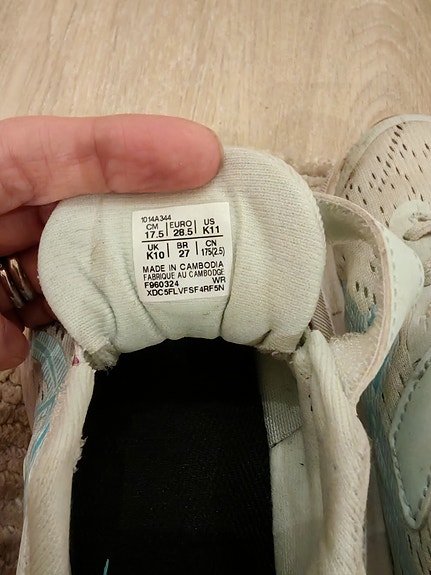 1014A344
CM EURO US
17.5 28.5 K11
UK BR CN
K10 27 175(2.5)
MADE IN CAMBODIA
FABRIQUE AU CAMBODGE
F960324 WR
XDC5FLVFSF4RF5N